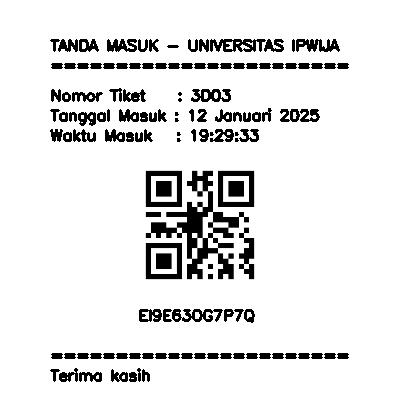 TANDA MASUK - UNIVERSITAS IPWIJA
=======================
Nomor Tiket : 3D03
Tanggal Masuk : 12 Januari 2025
Waktu Masuk : 19:29:33
EI9E63OG7P7Q
=======================
Terima kasih